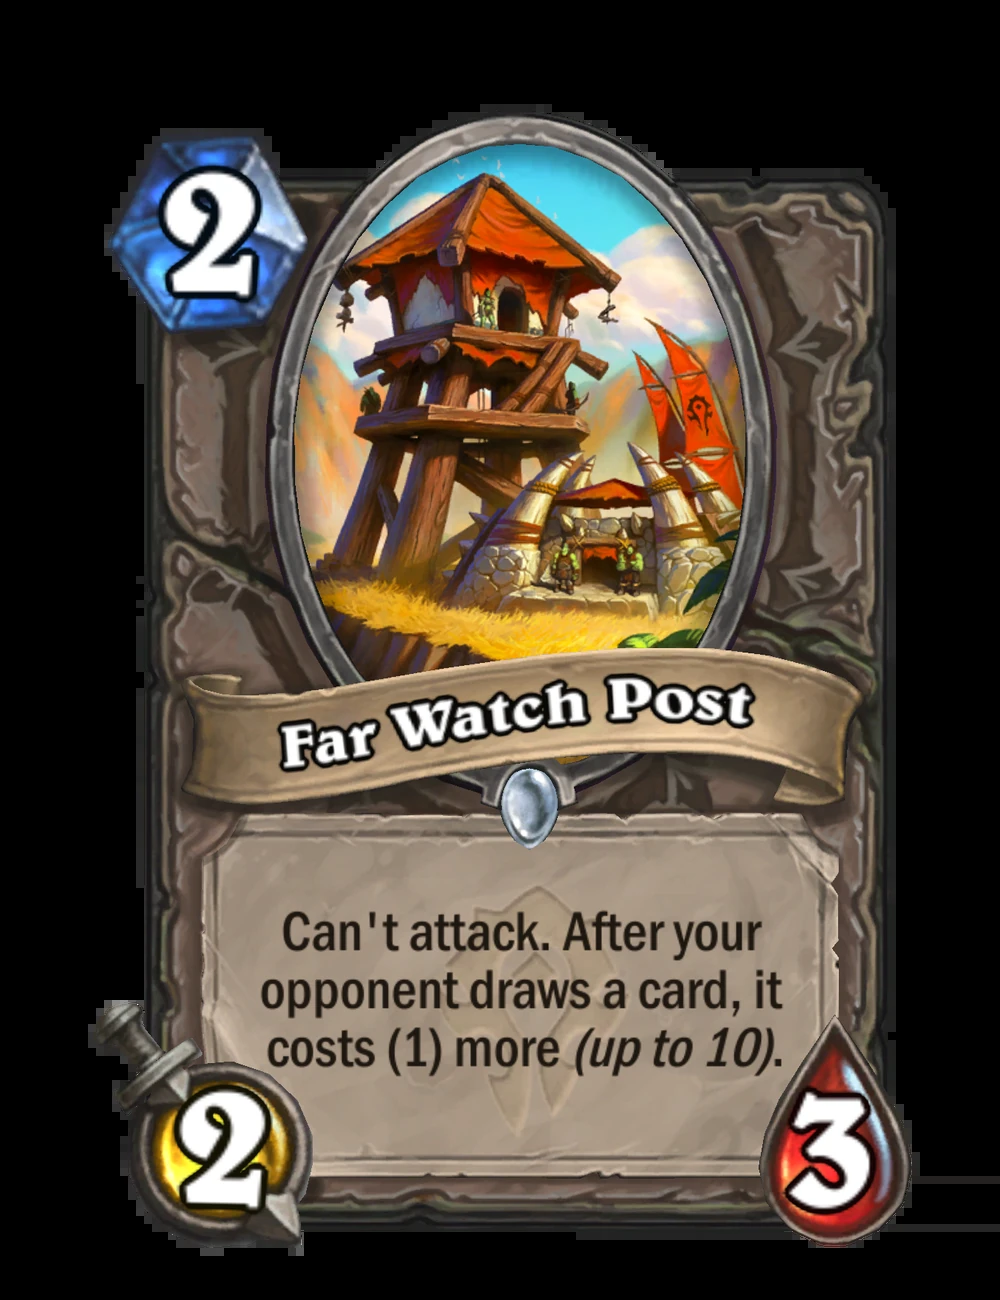 2
Far Watch Post
Can't attack. After your
opponent draws a card, it
costs (1) more (up to 10).
2
3